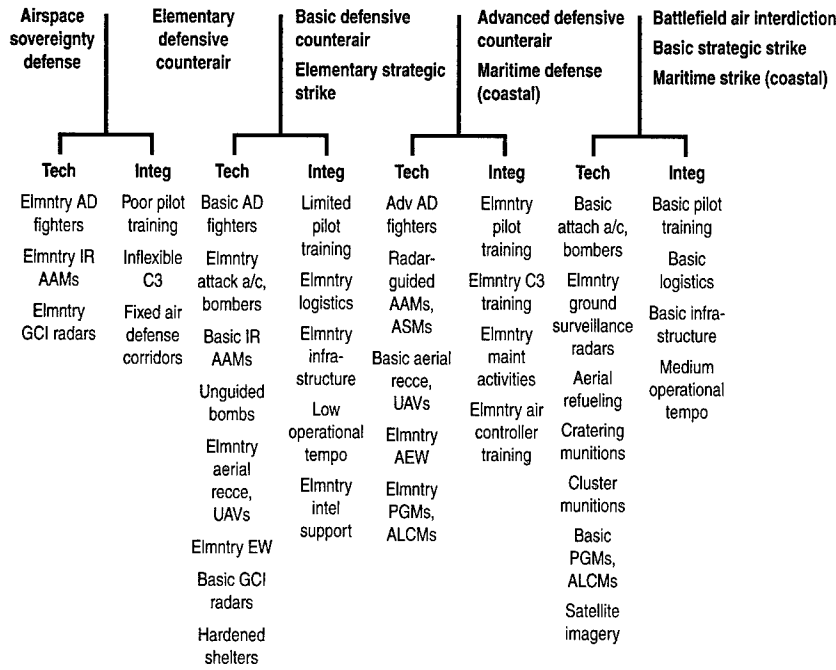 Airspace
sovereignty
defense
Elementary
defensive
counterair
Basic defensive
counterair
Elementary strategic
strike
Advanced defensive
counterair
Maritime defense
(coastal)
Battlefield air interdiction
Basic strategic strike
Maritime strike (coastal)
Tech
Elmntry AD
fighters
Elmntry IR
AAMs
Elmntry
GCI radars
Integ
Poor pilot
training
Inflexible
C3
Fixed air
defense
corridors
Tech
Basic AD
fighters
Elmntry
attack a/c,
bombers
Basic IR
AAMs
Unguided
bombs
Elmntry
aerial
recce,
UAVs
Elmntry EW
Basic GCI
radars
Hardened
shelters
Integ
Limited
pilot
training
Elmntry
logistics
Elmntry
infra-
structure
Low
operational
tempo
Elmntry
intel
support
Tech
Adv AD
fighters
Radar-
guided
AAMs,
ASMs
Basic aerial
recce,
UAVs
Elmntry
AEW
Elmntry
PGMs,
ALCMs
Integ
Elmntry
pilot
training
Elmntry C3
training
Elmntry
maint
activities
Elmntry air
controller
training
Tech
Basic
attach a/c,
bombers
Elmntry
ground
surveillance
radars
Aerial
refueling
Cratering
munitions
Cluster
munitions
Basic
PGMs,
ALCMs
Satellite
imagery
Integ
Basic pilot
training
Basic
logistics
Basic infra-
structure
Medium
operational
tempo